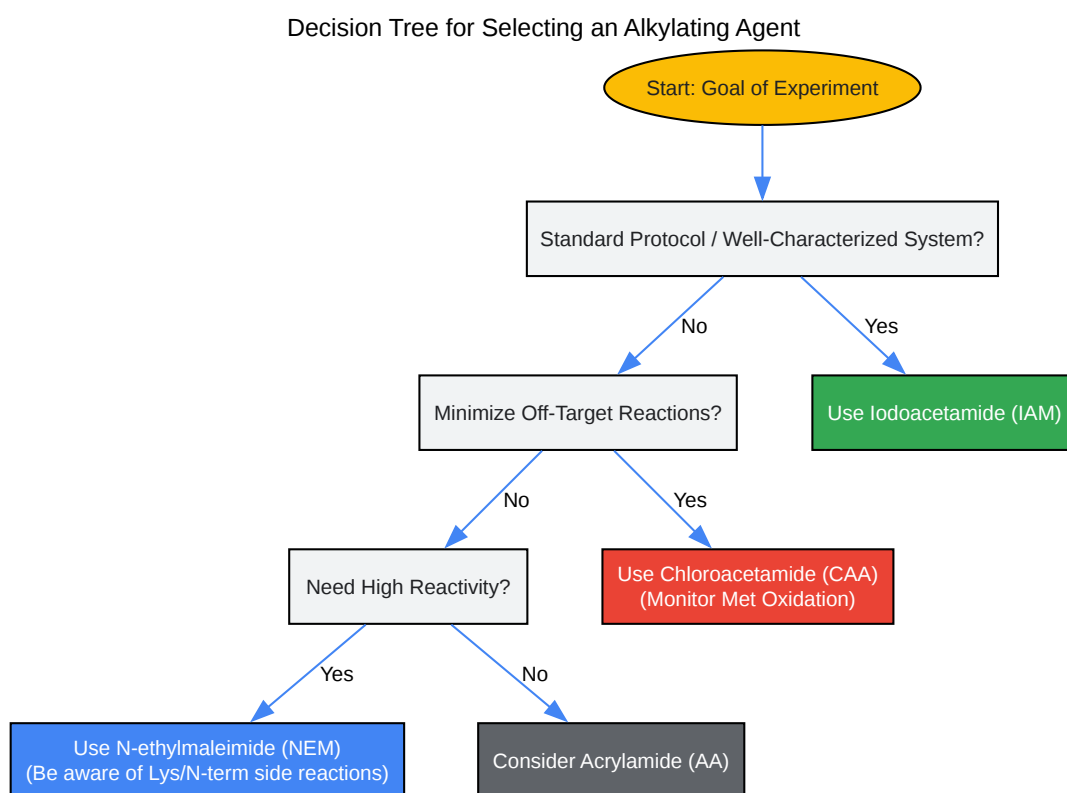 Decision Tree for Selecting an Alkylating Agent
Start: Goal of Experiment
Standard Protocol / Well-Characterized System?
No
Yes
Minimize Off-Target Reactions?
Use Iodoacetamide (IAM)
No
Yes
Need High Reactivity?
Use Chloroacetamide (CAA)
(Monitor Met Oxidation)
Yes
No
Use N-ethylmaleimide (NEM)
(Be aware of Lys/N-term side reactions)
Consider Acrylamide (AA)